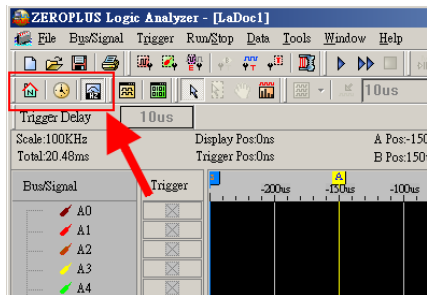 ZEROPLUS Logic Analyzer - [LaDoc1]
File Bus/Signal Trigger Run/Stop Data Tools Window Help
10us
Trigger Delay 10us
Scale:100KHz Display Pos:0ns A Pos:-150
Total:20.48ms Trigger Pos:0ns B Pos:150
Bus/Signal Trigger -200us A -150us -100us
A0
A1
A2
A3
A4